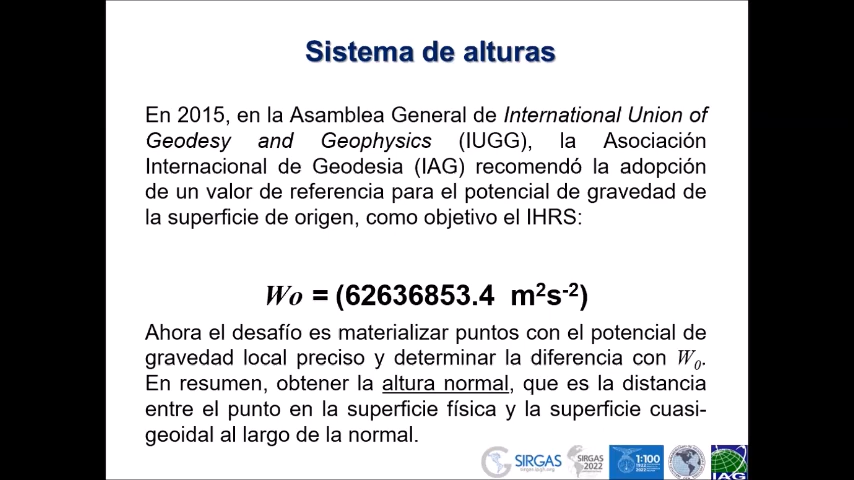 Sistema de alturas
En 2015, en la Asamblea General de International Union of
Geodesy and Geophysics (IUGG), la Asociación
Internacional de Geodesia (IAG) recomendó la adopción
de un valor de referencia para el potencial de gravedad de
la superficie de origen, como objetivo el IHRS:
Wo = (62636853.4 m²s⁻²)
Ahora el desafío es materializar puntos con el potencial de
gravedad local preciso y determinar la diferencia con W₀.
En resumen, obtener la altura normal, que es la distancia
entre el punto en la superficie física y la superficie cuasi-
geoidal al largo de la normal.
SIRGAS
SIRGAS
2022
1:100
IAG